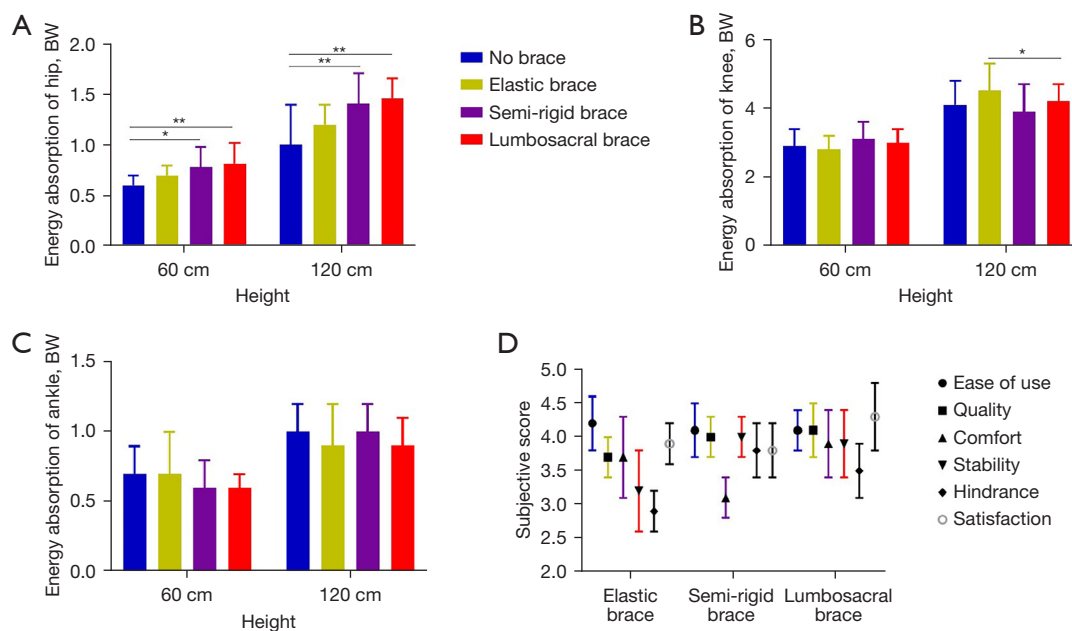 A
Energy absorption of hip, BW
2.0
1.5
1.0
0.5
0.0
**
*
**
**
60 cm
120 cm
Height
No brace
Elastic brace
Semi-rigid brace
Lumbosacral brace
B
Energy absorption of knee, BW
6
4
2
0
*
60 cm
120 cm
Height
C
Energy absorption of ankle, BW
1.5
1.0
0.5
0.0
60 cm
120 cm
Height
D
Subjective score
5.0
4.5
4.0
3.5
3.0
2.5
2.0
Elastic
brace
Semi-rigid
brace
Lumbosacral
brace
Ease of use
Quality
Comfort
Stability
Hindrance
Satisfaction